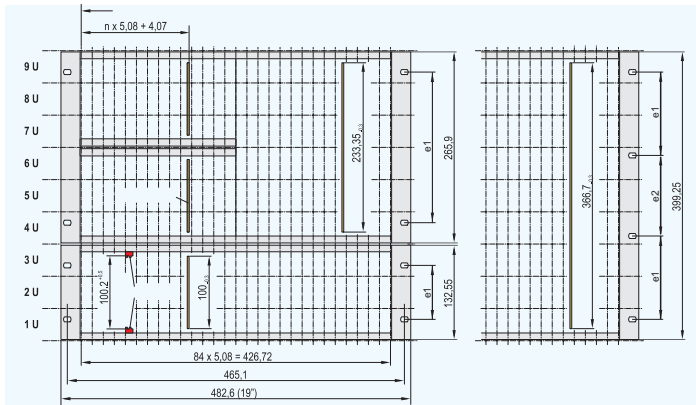 n x 5,08 + 4,07
9 U
8 U
7 U
6 U
5 U
4 U
3 U
2 U
1 U
233,35
e1
265,9
100,2
100
e1
132,55
366,7
e1
e2
e1
399,25
84 x 5,08 = 426,72
465,1
482,6 (19")